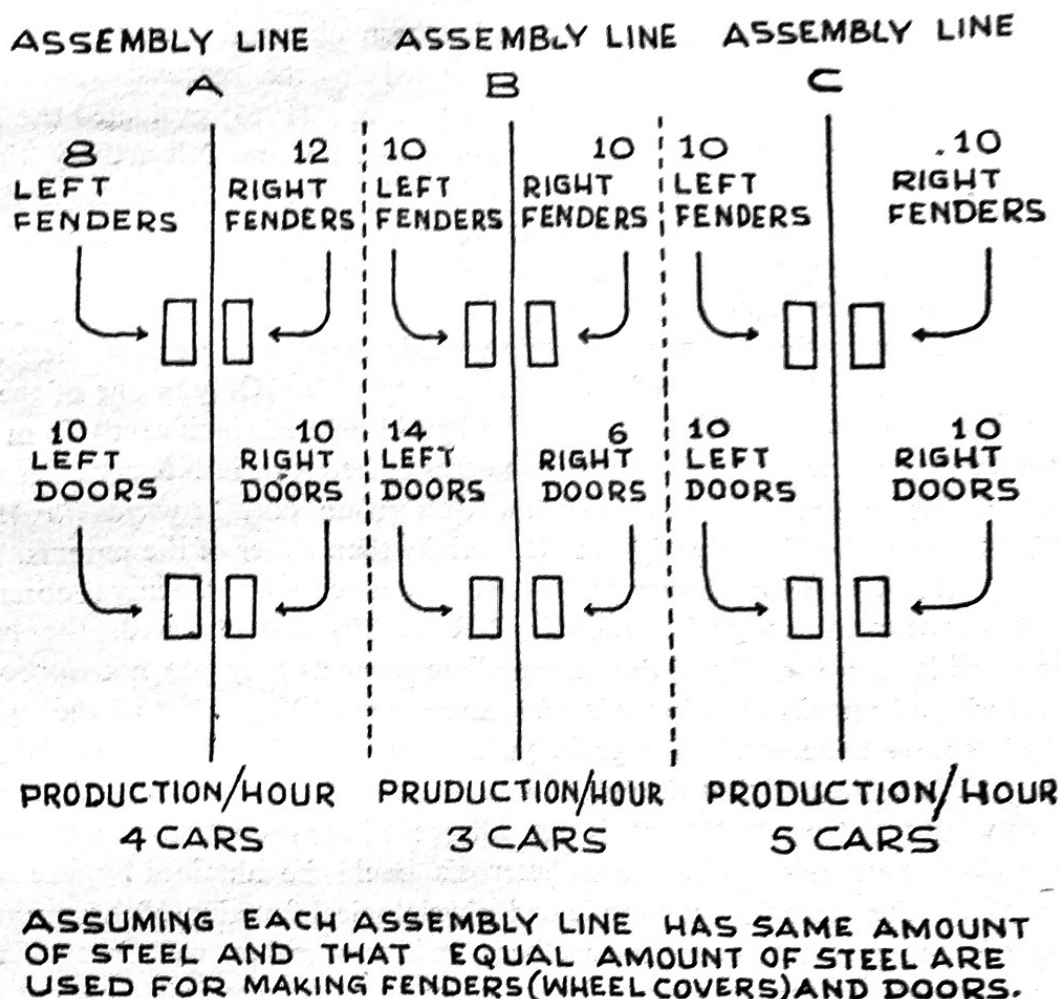 ASSEMBLY LINE
A
8
LEFT
FENDERS
12
RIGHT
FENDERS
10
LEFT
DOORS
10
RIGHT
DOORS
PRODUCTION/HOUR
4 CARS
ASSEMBLY LINE
B
10
LEFT
FENDERS
10
RIGHT
FENDERS
14
LEFT
DOORS
6
RIGHT
DOORS
PRUDUCTION/HOUR
3 CARS
ASSEMBLY LINE
C
10
LEFT
FENDERS
.10
RIGHT
FENDERS
10
LEFT
DOORS
10
RIGHT
DOORS
PRODUCTION/HOUR
5 CARS
ASSUMING EACH ASSEMBLY LINE HAS SAME AMOUNT
OF STEEL AND THAT EQUAL AMOUNT OF STEEL ARE
USED FOR MAKING FENDERS(WHEEL COVERS)AND DOORS.